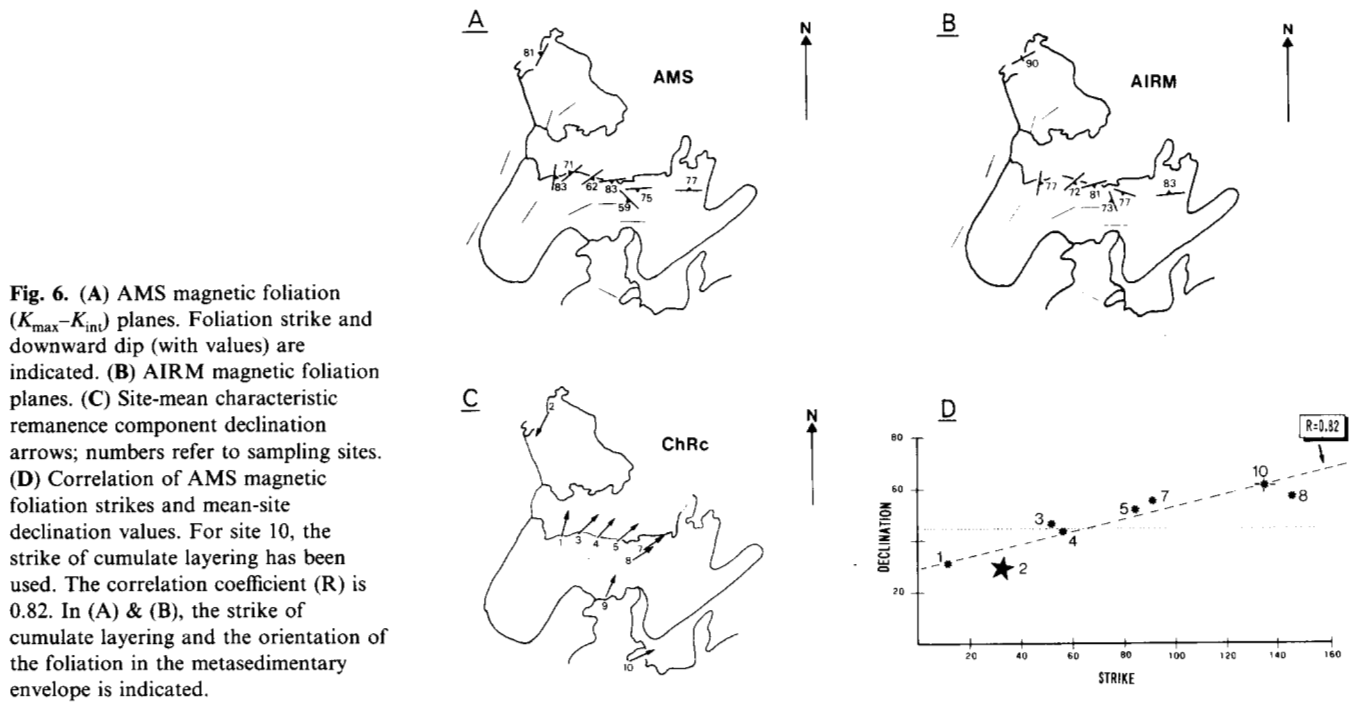 Fig. 6. (A) AMS magnetic foliation
(Kmax–Kint) planes. Foliation strike and
downward dip (with values) are
indicated. (B) AIRM magnetic foliation
planes. (C) Site-mean characteristic
remanence component declination
arrows; numbers refer to sampling sites.
(D) Correlation of AMS magnetic
foliation strikes and mean-site
declination values. For site 10, the
strike of cumulate layering has been
used. The correlation coefficient (R) is
0.82. In (A) & (B), the strike of
cumulate layering and the orientation of
the foliation in the metasedimentary
envelope is indicated.
A
AMS
N
81
71
83
62
83
77
75
59
B
AIRM
N
90
77
72
81
83
73
77
C
ChRc
N
2
1
3
4
5
7
8
9
10
D
R=0.82
DECLINATION
80
60
40
20
1
2
3
4
5
7
10
8
20
40
60
80
100
120
140
160
STRIKE